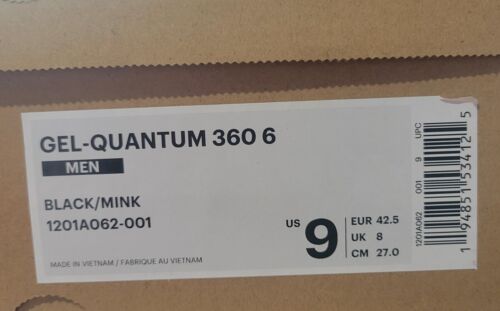 GEL-QUANTUM 360 6
MEN
BLACK/MINK
1201A062-001
US 9
EUR 42.5
UK 8
CM 27.0
MADE IN VIETNAM / FABRIQUE AU VIETNAM
1201A062 001 9 UPC
1 94851 53412 5